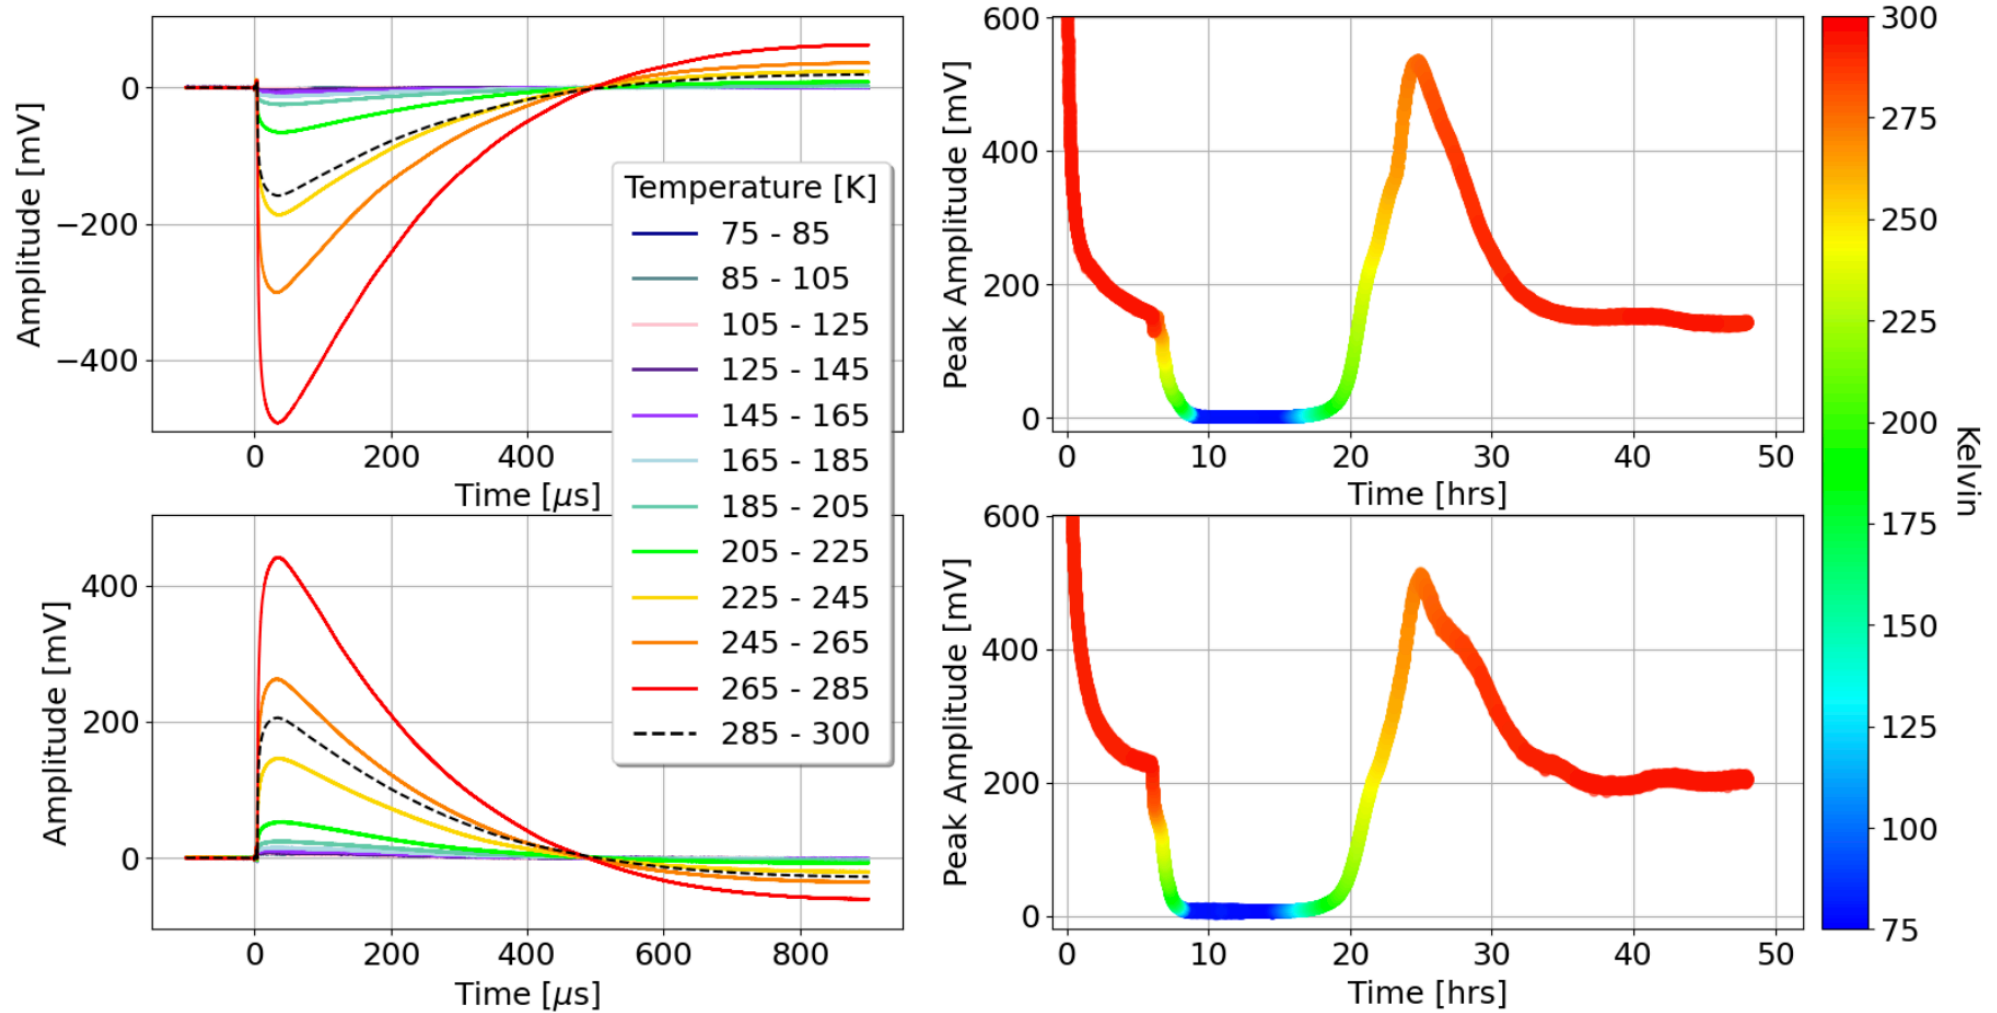 Amplitude [mV]
0
−200
−400
0
200
400
Time [μs]
Temperature [K]
75 - 85
85 - 105
105 - 125
125 - 145
145 - 165
165 - 185
185 - 205
205 - 225
225 - 245
245 - 265
265 - 285
285 - 300
Peak Amplitude [mV]
600
400
200
0
0
10
20
30
40
50
Time [hrs]
Amplitude [mV]
400
200
0
0
200
400
600
800
Time [μs]
Peak Amplitude [mV]
600
400
200
0
0
10
20
30
40
50
Time [hrs]
300
275
250
225
200
175
150
125
100
75
Kelvin